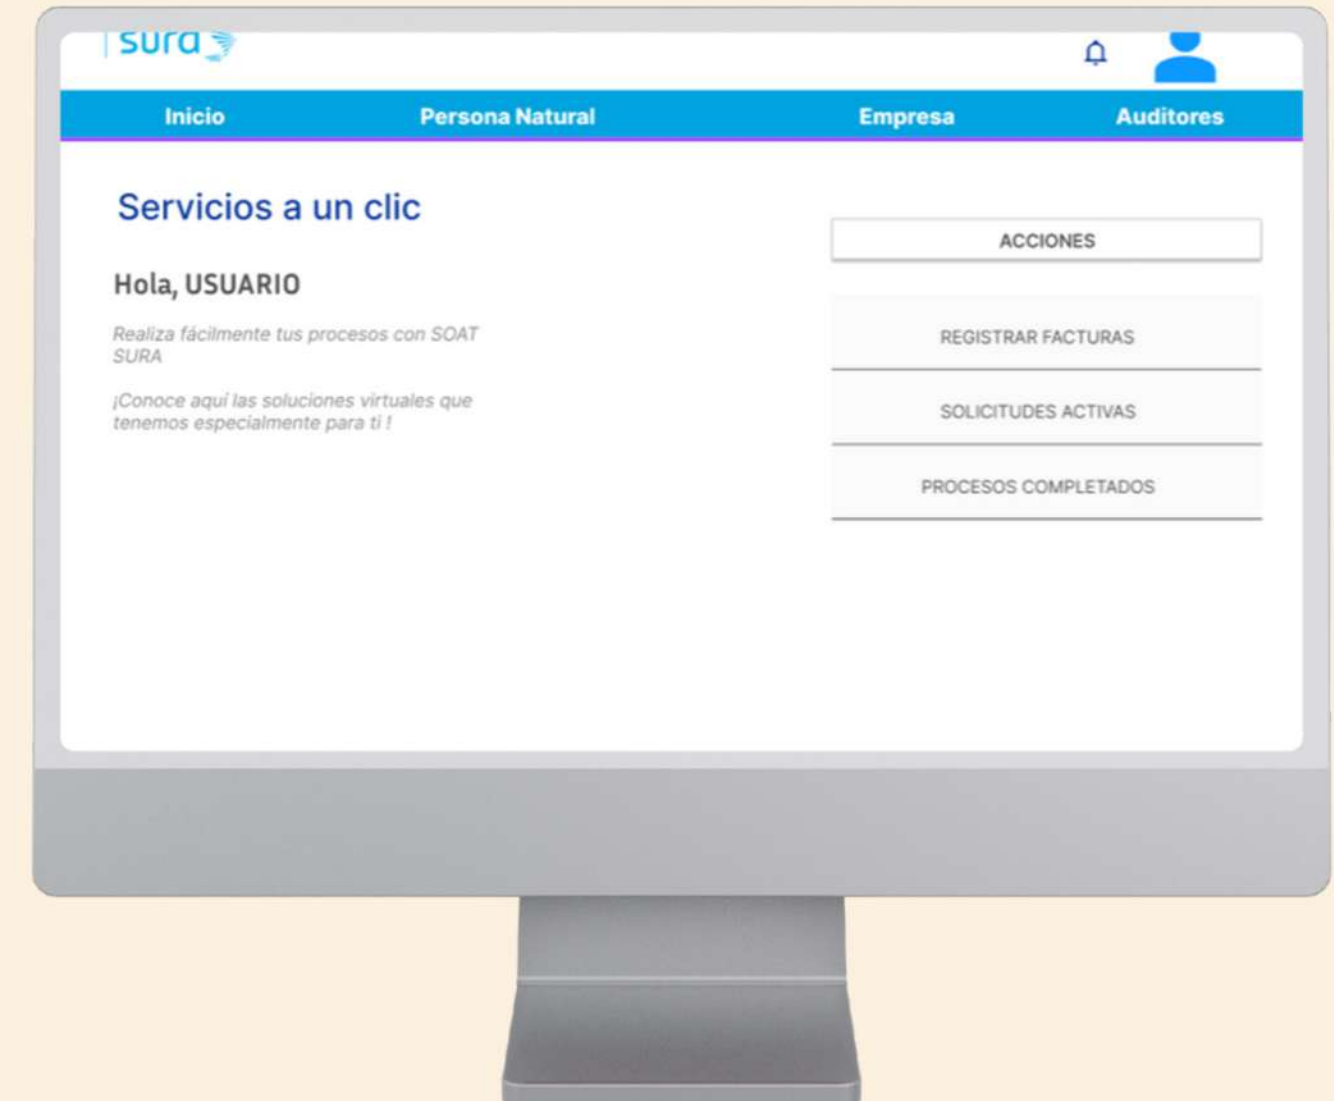 sura
Inicio
Persona Natural
Empresa
Auditores
Servicios a un clic
Hola, USUARIO
Realiza fácilmente tus procesos con SOAT
SURA
¡Conoce aquí las soluciones virtuales que
tenemos especialmente para ti !
ACCIONES
REGISTRAR FACTURAS
SOLICITUDES ACTIVAS
PROCESOS COMPLETADOS